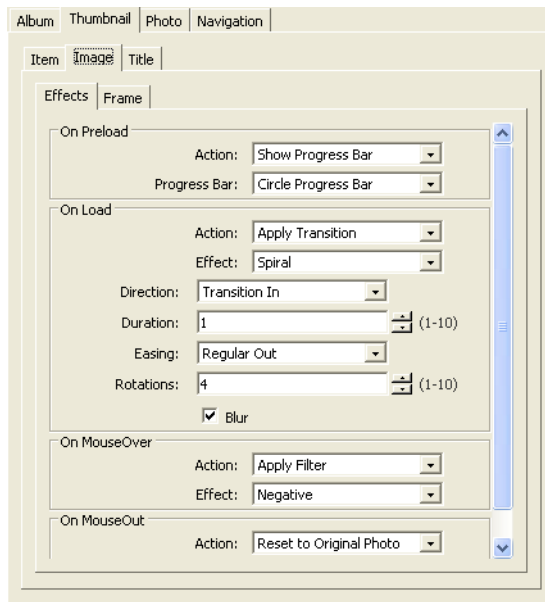 Album Thumbnail Photo Navigation
Item Image Title
Effects Frame
On Preload
Action: Show Progress Bar
Progress Bar: Circle Progress Bar
On Load
Action: Apply Transition
Effect: Spiral
Direction: Transition In
Duration: 1 (1-10)
Easing: Regular Out
Rotations: 4 (1-10)
Blur
On MouseOver
Action: Apply Filter
Effect: Negative
On MouseOut
Action: Reset to Original Photo